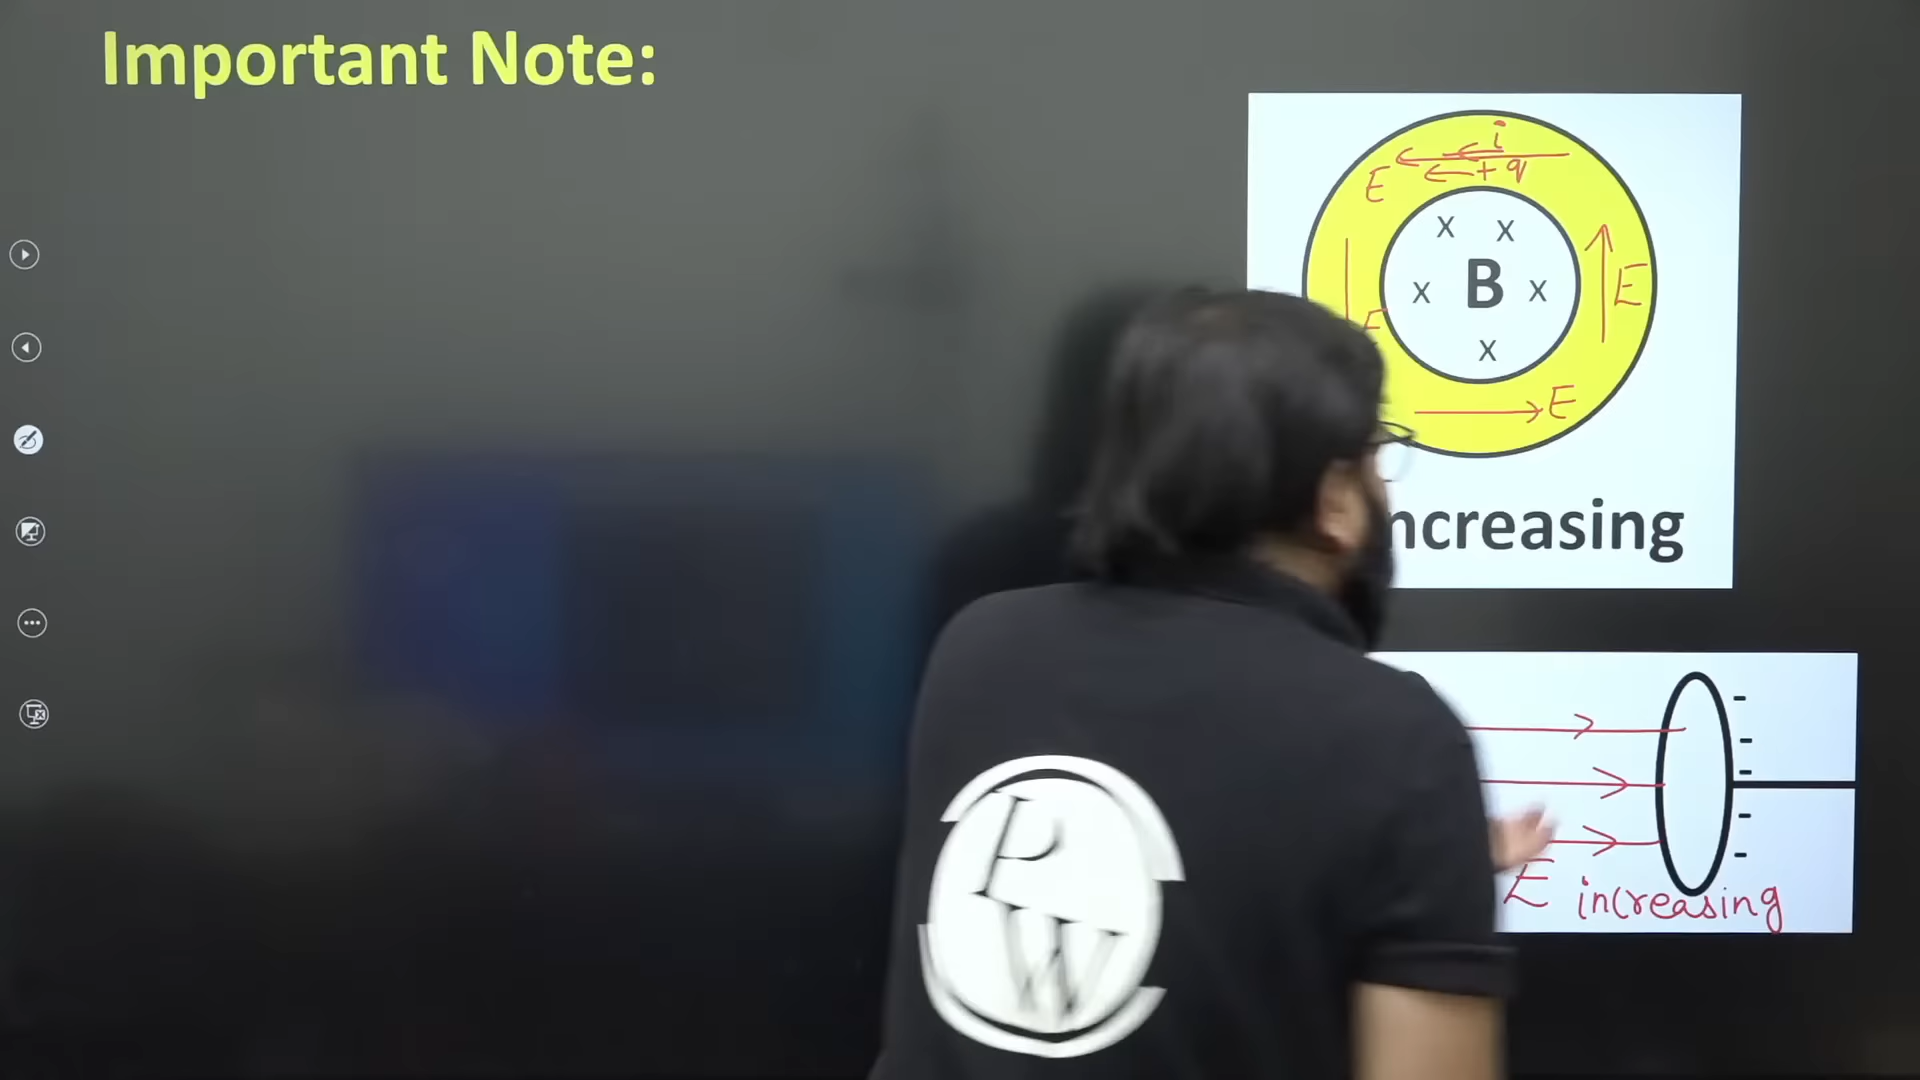 Important Note:
i
E
+q
x x
x B x
E
x
E
ncreasing
E increasing
PW